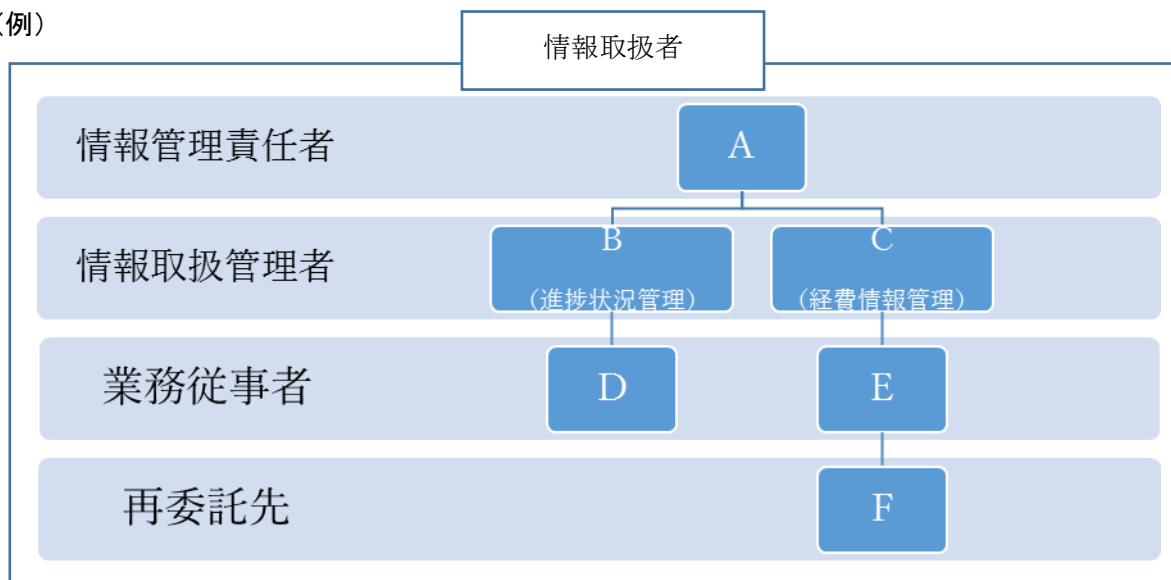 （例）
情報取扱者
情報管理責任者
A
情報取扱管理者
B
（進捗状況管理）
C
（経費情報管理）
業務従事者
D
E
再委託先
F